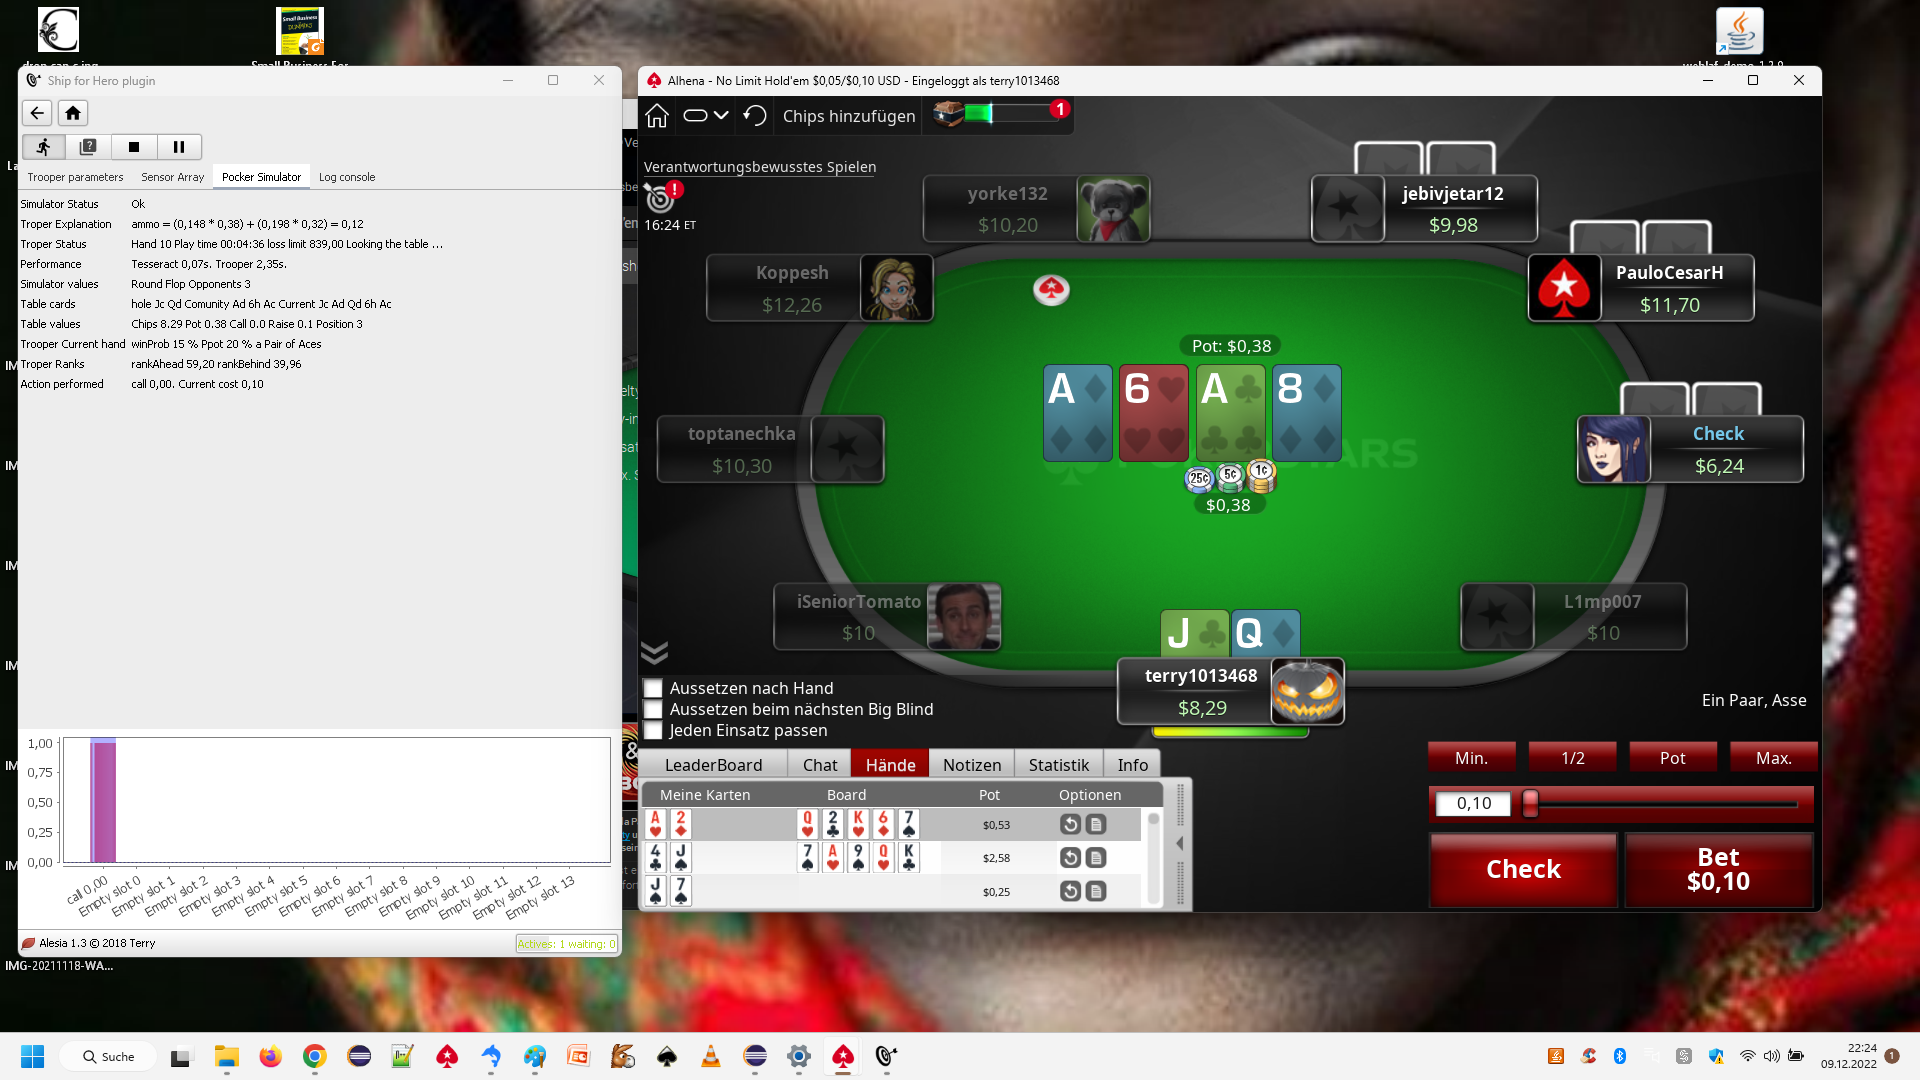 Small Business For
Ship for Hero plugin
Trooper parameters Sensor Array Pocker Simulator Log console
Simulator Status Ok
Troper Explanation ammo = (0,148 * 0,38) + (0,198 * 0,32) = 0,12
Troper Status Hand 10 Play time 00:04:36 loss limit 839,00 Looking the table ...
Performance Tesseract 0,07s. Trooper 2,35s.
Simulator values Round Flop Opponents 3
Table cards hole Jc Qd Comunity Ad 6h Ac Current Jc Ad Qd 6h Ac
Table values Chips 8.29 Pot 0.38 Call 0.0 Raise 0.1 Position 3
Trooper Current hand winProb 15 % Ppot 20 % a Pair of Aces
Troper Ranks rankAhead 59,20 rankBehind 39,96
Action performed call 0,00. Current cost 0,10
1,00
0,75
0,50
0,25
0,00
call 0,00
Empty slot 0
Empty slot 1
Empty slot 2
Empty slot 3
Empty slot 4
Empty slot 5
Empty slot 6
Empty slot 7
Empty slot 8
Empty slot 9
Empty slot 10
Empty slot 11
Empty slot 12
Empty slot 13
Alesia 1.3 © 2018 Terry
Actives: 1 waiting: 0
IMG-20211118-WA...
Alhena - No Limit Hold'em $0,05/$0,10 USD - Eingeloggt als terry1013468
Chips hinzufügen
1
Verantwortungsbewusstes Spielen
16:24 ET
yorke132
$10,20
jebivjetar12
$9,98
Koppesh
$12,26
PauloCesarH
$11,70
Pot: $0,38
A 6 A 8
toptanechka
$10,30
Check
$6,24
25¢ 5¢ 1¢
$0,38
iSeniorTomato
$10
L1mp007
$10
J Q
terry1013468
$8,29
Ein Paar, Asse
Aussetzen nach Hand
Aussetzen beim nächsten Big Blind
Jeden Einsatz passen
LeaderBoard Chat Hände Notizen Statistik Info
Meine Karten Board Pot Optionen
A 2 Q 2 K 6 7 $0,53
4 J 7 A 9 Q K $2,58
J 7 $0,25
Min. 1/2 Pot Max.
0,10
Check
Bet
$0,10
Suche
22:24
09.12.2022
1